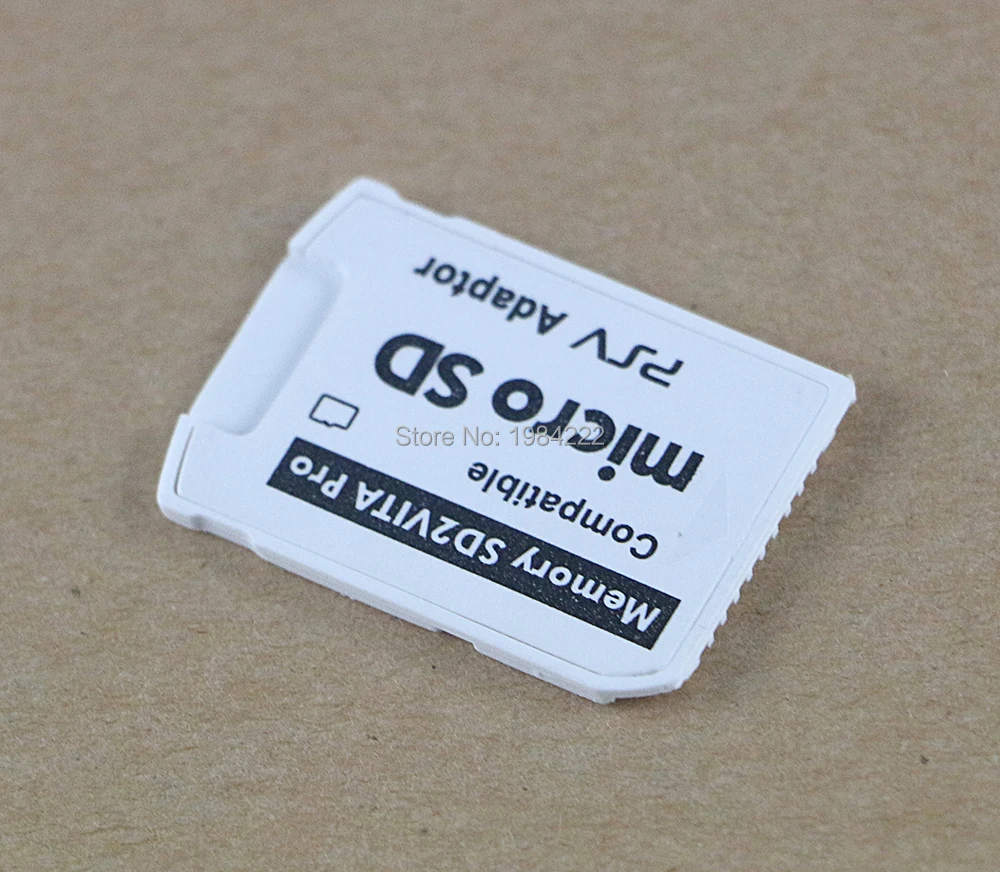 Memory SD2VITA Pro
Compatible
micro SD
PSV Adaptor
Store No: 1984222